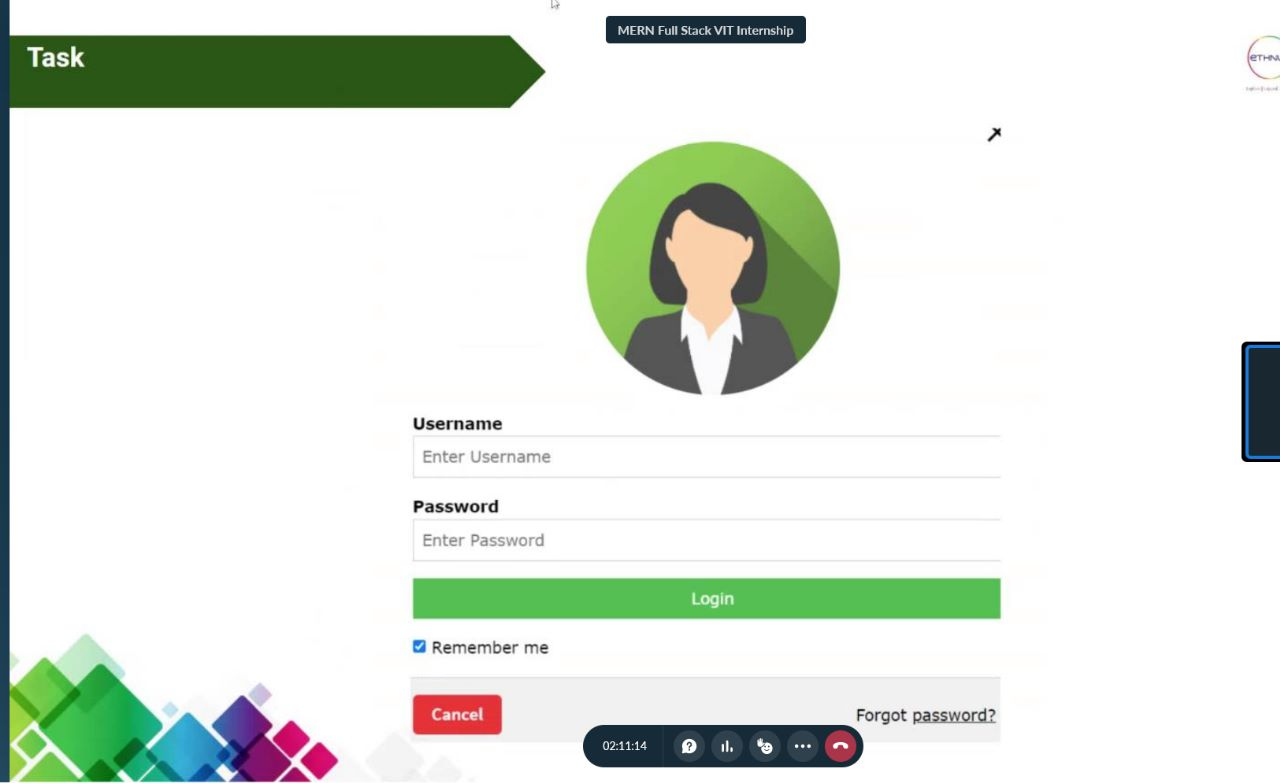 MERN Full Stack VIT Internship
Task
Username
Enter Username
Password
Enter Password
Login
Remember me
Cancel
Forgot password?
02:11:14